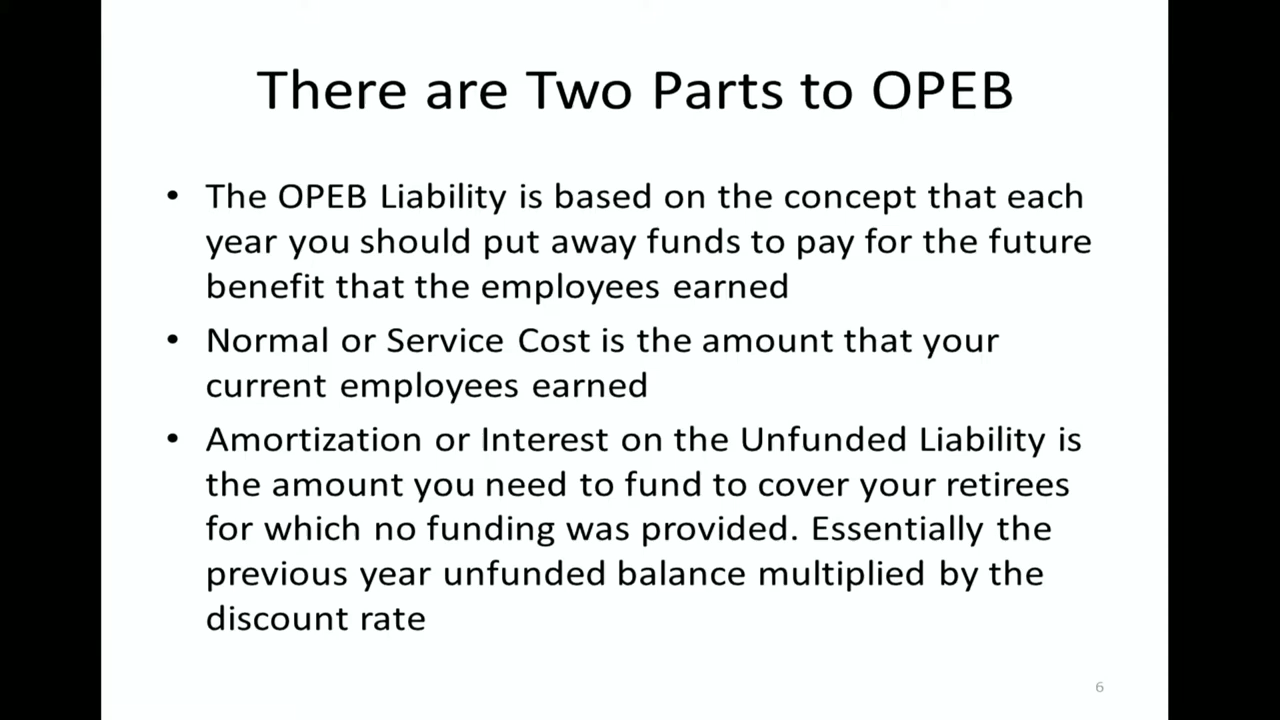 There are Two Parts to OPEB
• The OPEB Liability is based on the concept that each
year you should put away funds to pay for the future
benefit that the employees earned
• Normal or Service Cost is the amount that your
current employees earned
• Amortization or Interest on the Unfunded Liability is
the amount you need to fund to cover your retirees
for which no funding was provided. Essentially the
previous year unfunded balance multiplied by the
discount rate
6